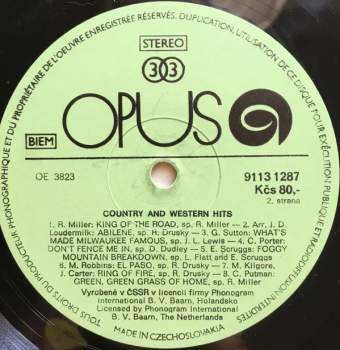 PHONOGRAPHIQUE ET DU PROPRIÉTAIRE DE L'OEUVRE ENREGISTRÉE RÉSERVÉS. DUPLICATION, UTILISATION DE CE DISQUE POUR EXÉCUTION PUBLIQUE ET RADIODIFFUSION INTERDITES
TOUS DROITS DU PRODUCTEUR
STEREO
33
OPUS
BIEM
OE 3823
9113 1287
Kčs 80,-
2. strana
COUNTRY AND WESTERN HITS
1. R. Miller: KING OF THE ROAD, sp. R. Miller — 2. Arr. J. D.
Loudermilk: ABILENE, sp. R. Drusky — 3. G. Sutton: WHAT'S
MADE MILWAUKEE FAMOUS, sp. J. L. Lewis — 4. C. Porter:
DON'T FENCE ME IN, sp. D. Dudley — 5. E. Scruggs: FOGGY
MOUNTAIN BREAKDOWN, sp. L. Flatt a E. Scruggs —
6. M. Robbins: EL PASO, sp. R. Drusky — 7. M. Kilgore,
J. Carter: RING OF FIRE, sp. R. Drusky — 8. C. Putman:
GREEN, GREEN GRASS OF HOME, sp. R. Miller
Vyrobené v ČSSR v licencii firmy Phonogram
international B. V. Baarn, Holandsko
Licensed by Phonogram International
B. V. Baarn, The Netherlands
MADE IN CZECHOSLOVAKIA